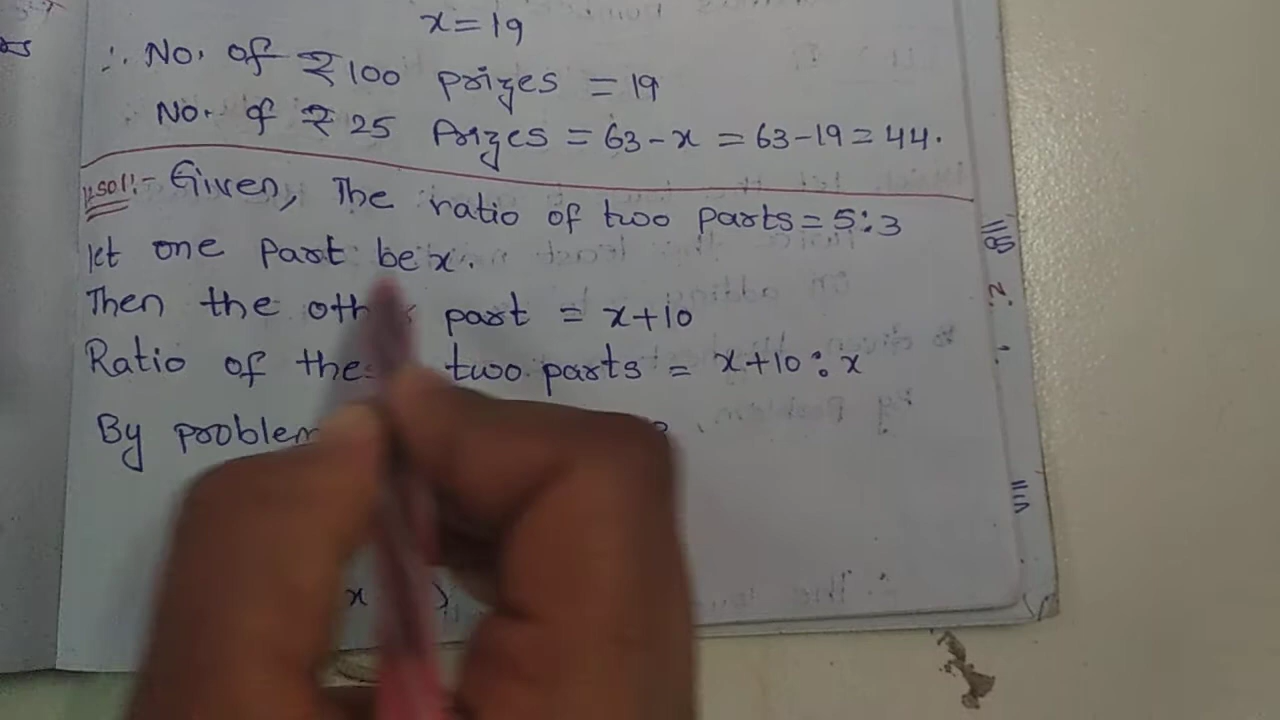 x=19
∴ No. of ₹100 prizes = 19
No. of ₹25 Prizes = 63-x = 63-19=44.
11.sol:- Given, The ratio of two parts=5:3
let one part be x.
Then the oth part = x+10
Ratio of the two parts = x+10:x
By problem
x